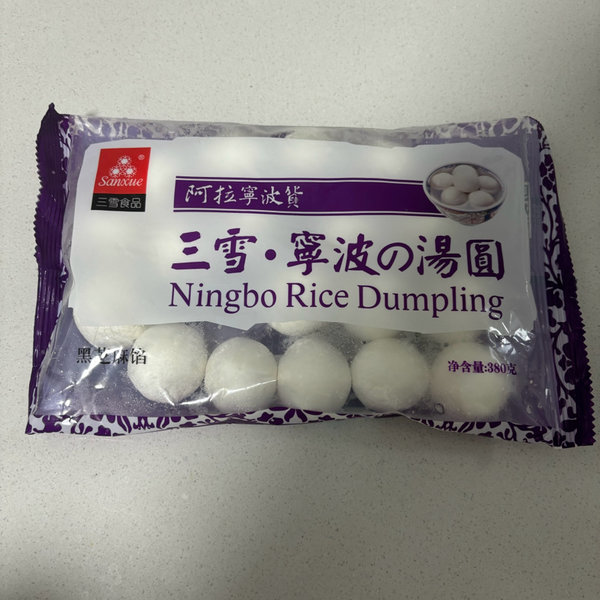 ®
Sanxue
三雪食品
阿拉寧波貨
三雪·寧波の湯圓
Ningbo Rice Dumpling
黑芝麻馅
净含量:380克